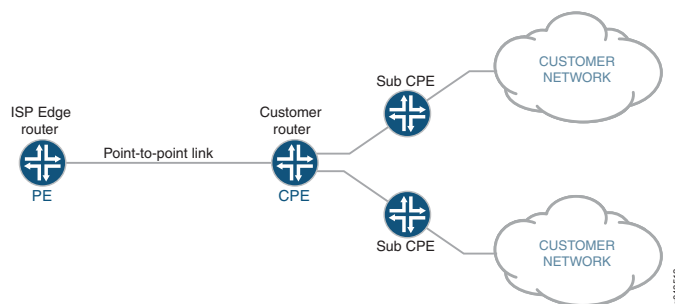 Sub CPE
CUSTOMER
NETWORK
ISP Edge
router
Customer
router
Point-to-point link
PE
CPE
Sub CPE
CUSTOMER
NETWORK